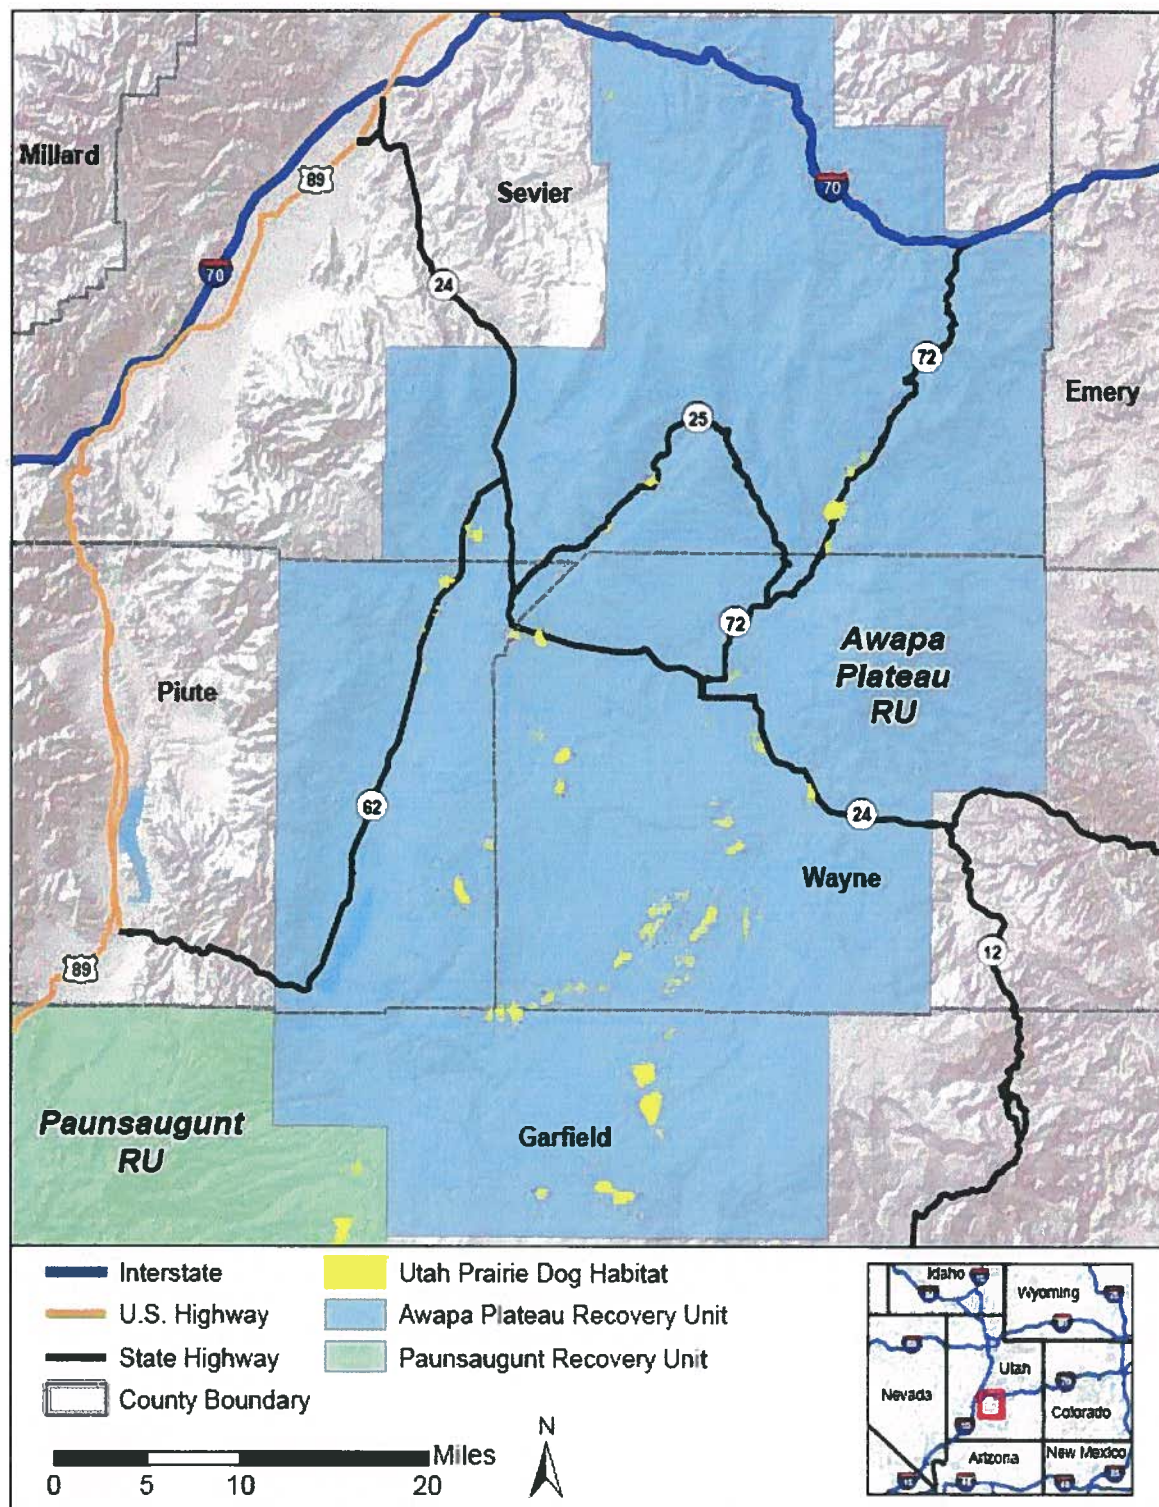 Millard
89
Sevier
70
70
24
72
Emery
25
72
Awapa
Plateau
RU
Piute
62
24
Wayne
12
89
Paunsaugunt
RU
Garfield
Interstate
U.S. Highway
State Highway
County Boundary
Utah Prairie Dog Habitat
Awapa Plateau Recovery Unit
Paunsaugunt Recovery Unit
Miles
0 5 10 20
N
Idaho
Wyoming
Utah
Nevada
Colorado
Arizona
New Mexico